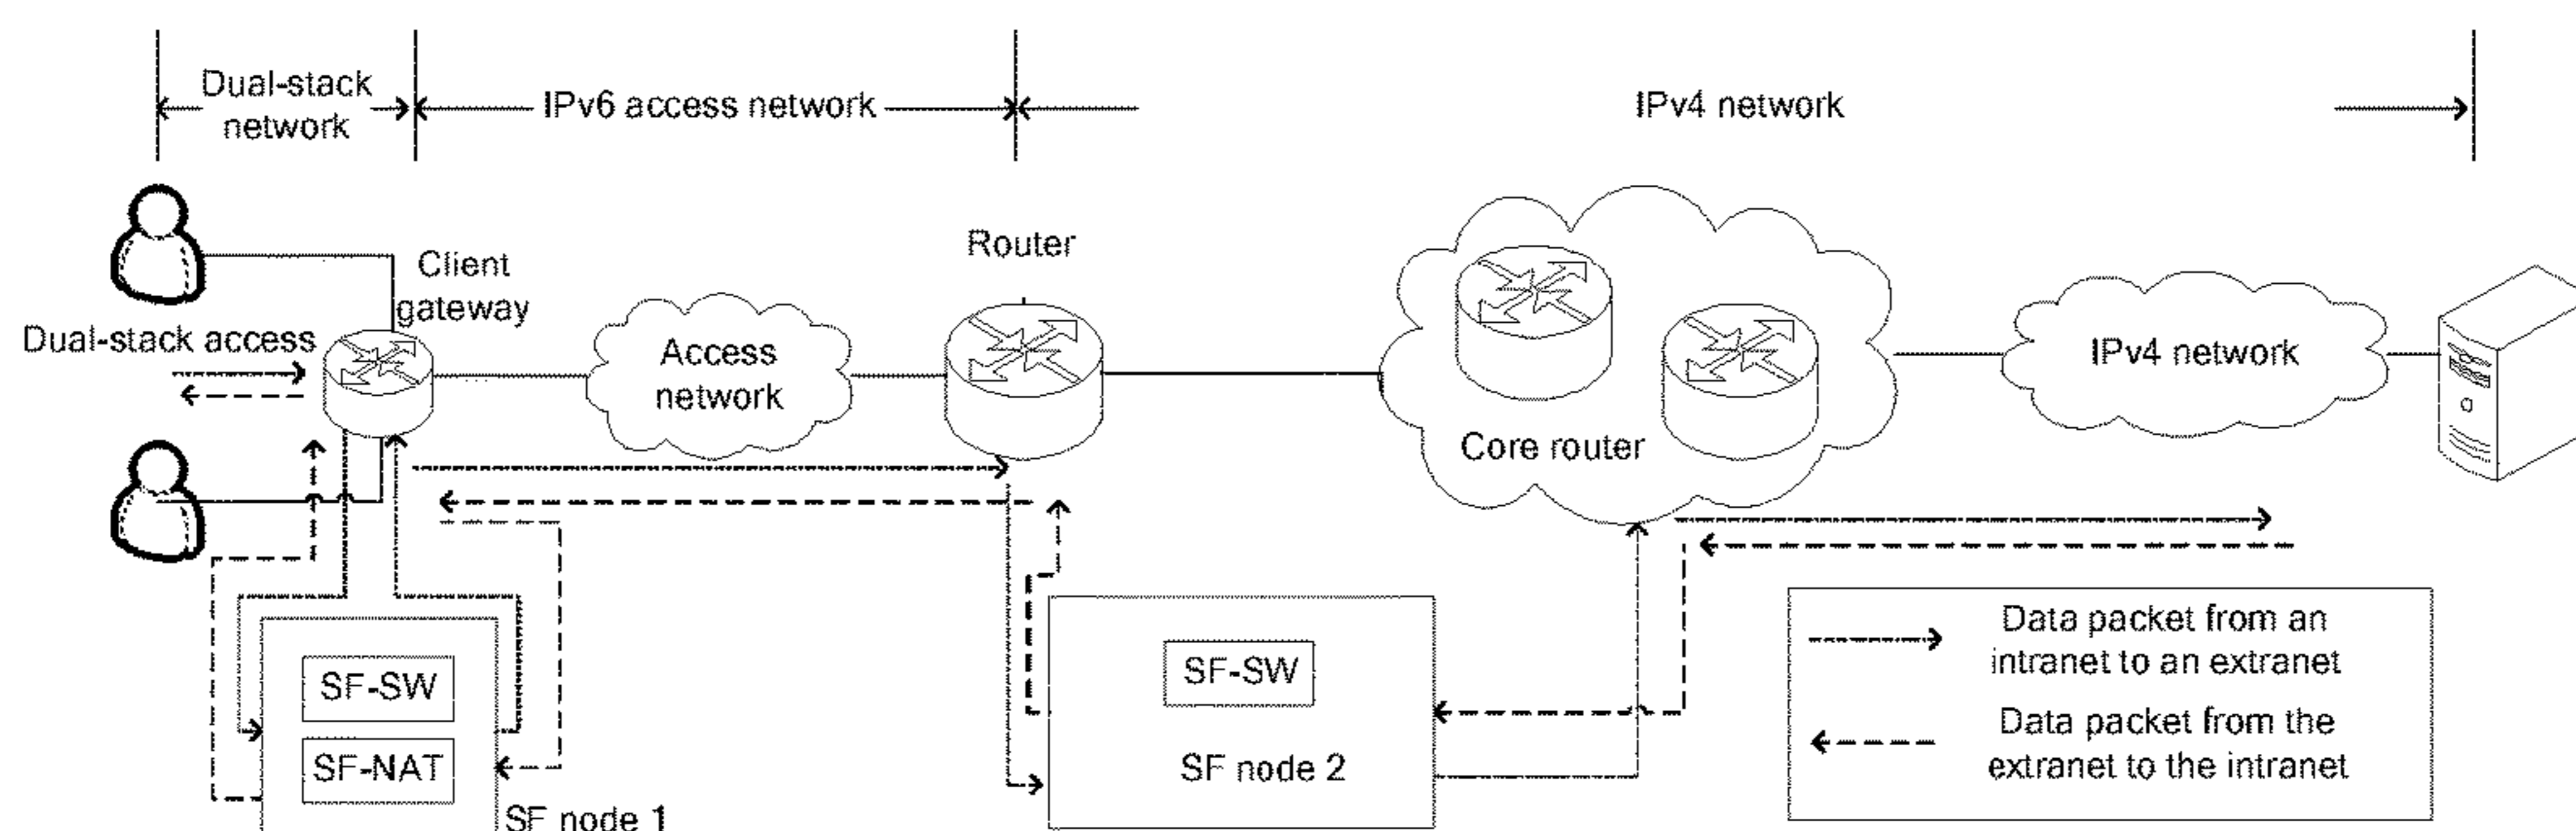 Dual-stack
network
IPv6 access network
IPv4 network
Client
gateway
Router
Dual-stack access
Access
network
Core router
IPv4 network
SF-SW
SF-NAT
SF node 1
SF-SW
SF node 2
Data packet from an
intranet to an extranet
Data packet from the
extranet to the intranet